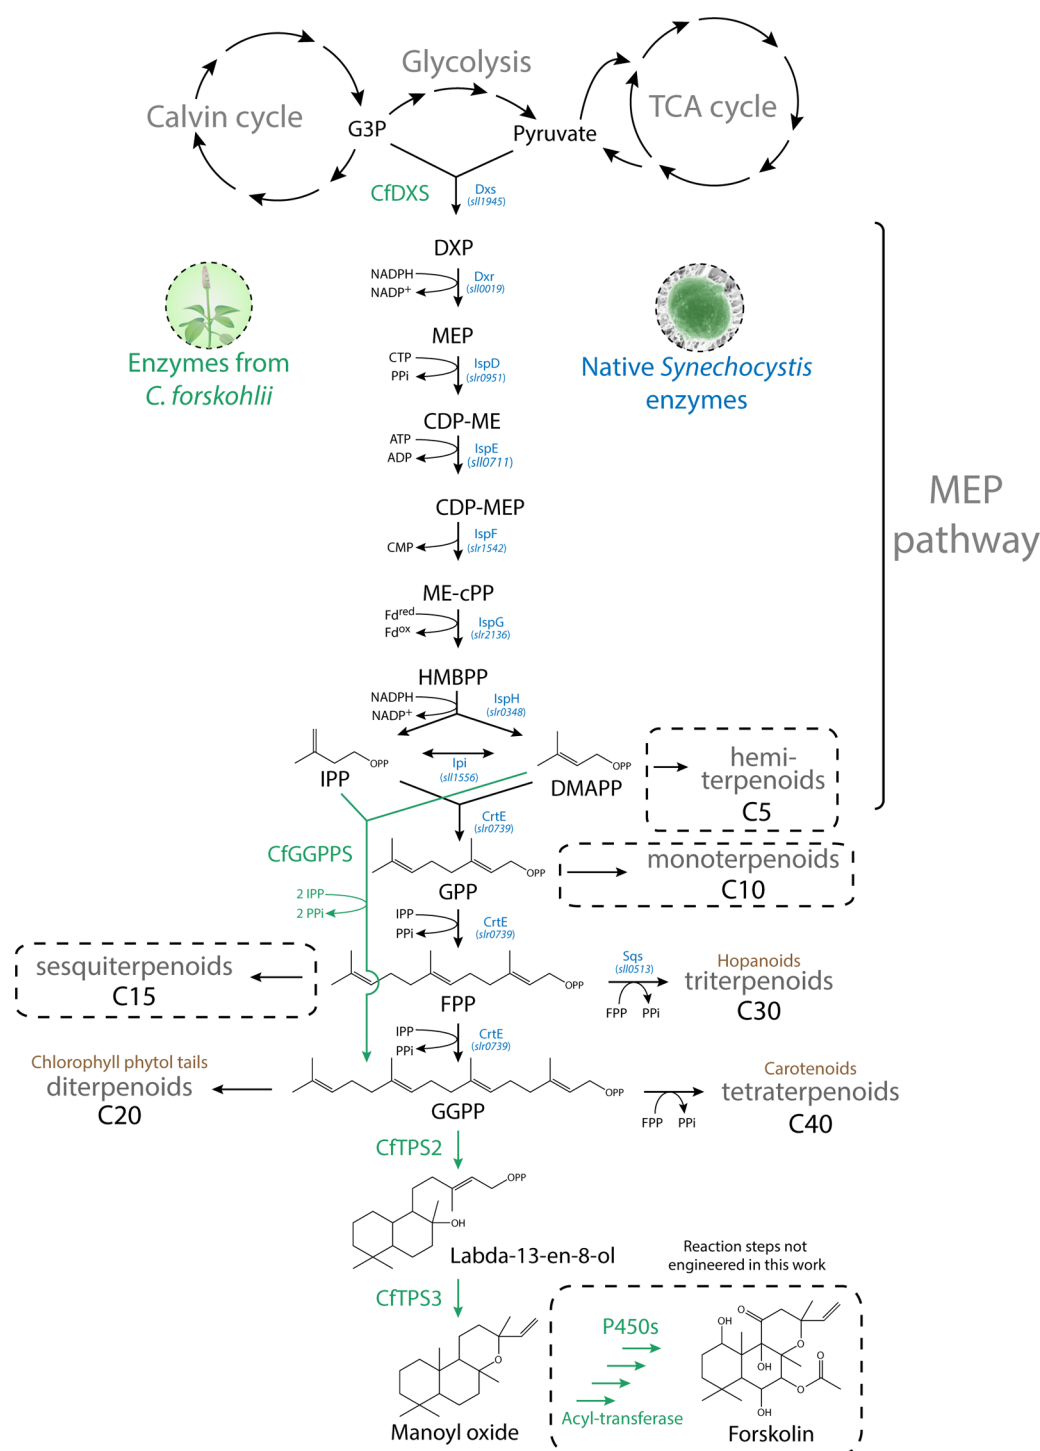 Glycolysis
Calvin cycle
TCA cycle
G3P
Pyruvate
CfDXS
Dxs
(sll1945)
DXP
NADPH
NADP+
Dxr
(sll0019)
MEP
Enzymes from
C. forskohlii
CTP
PPi
IspD
(slr0951)
Native Synechocystis
enzymes
CDP-ME
ATP
ADP
IspE
(sll0711)
MEP
pathway
CDP-MEP
CMP
IspF
(slr1542)
ME-cPP
Fdred
Fdox
IspG
(slr2136)
HMBPP
NADPH
NADP+
IspH
(slr0348)
OPP
IPP
Ipi
(sll1556)
OPP
DMAPP
hemi-
terpenoids
C5
CrtE
(slr0739)
CfGGPPS
OPP
GPP
monoterpenoids
C10
2 IPP
2 PPi
IPP
PPi
CrtE
(slr0739)
sesquiterpenoids
C15
OPP
FPP
Sqs
(sll0513)
FPP
PPi
Hopanoids
triterpenoids
C30
IPP
PPi
CrtE
(slr0739)
Chlorophyll phytol tails
diterpenoids
C20
OPP
GGPP
FPP
PPi
Carotenoids
tetraterpenoids
C40
CfTPS2
OPP
OH
Labda-13-en-8-ol
Reaction steps not
engineered in this work
CfTPS3
O
Manoyl oxide
P450s
Acyl-transferase
O
OH
O
OH
O
O
OH
Forskolin